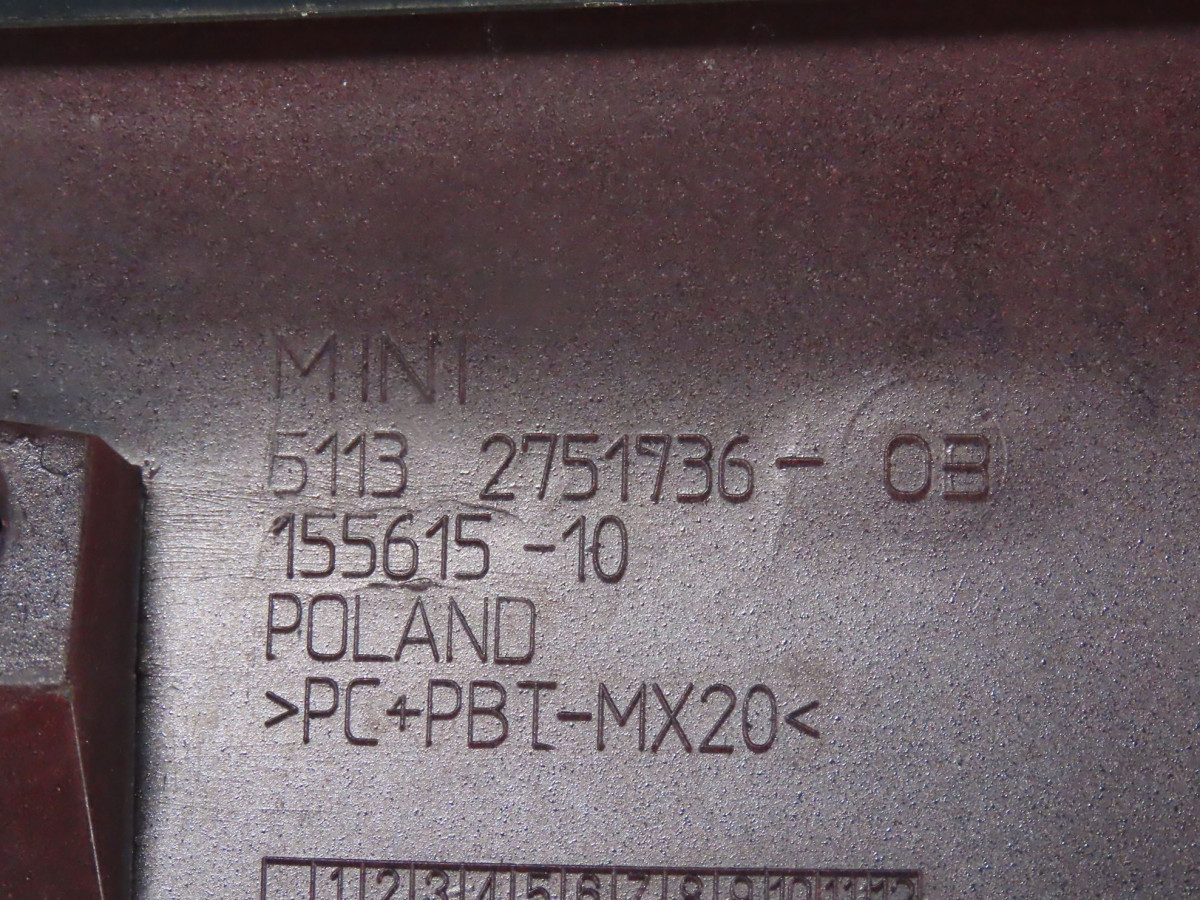 MINI
5113 2751736- 03
155615 -10
POLAND
>PC+PBT-MX20<
1 2 3 4 5 6 7 8 9 10 11 12